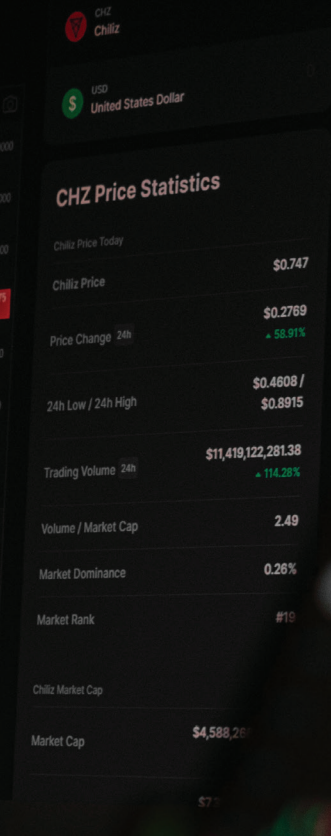 CHZ
Chiliz
$
USD
United States Dollar
CHZ Price Statistics
Chiliz Price Today
Chiliz Price $0.747
Price Change 24h $0.2769
▲ 58.91%
24h Low / 24h High $0.4608 /
$0.8915
Trading Volume 24h $11,419,122,281.38
▲ 114.28%
Volume / Market Cap 2.49
Market Dominance 0.26%
Market Rank #19
Chiliz Market Cap
Market Cap $4,588,26